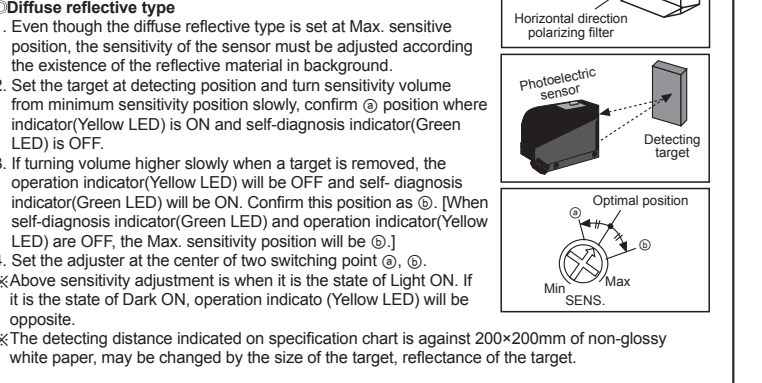 ◎Diffuse reflective type
. Even though the diffuse reflective type is set at Max. sensitive
position, the sensitivity of the sensor must be adjusted according
the existence of the reflective material in background.
2. Set the target at detecting position and turn sensitivity volume
from minimum sensitivity position slowly, confirm ⓐ position where
indicator(Yellow LED) is ON and self-diagnosis indicator(Green
LED) is OFF.
3. If turning volume higher slowly when a target is removed, the
operation indicator(Yellow LED) will be OFF and self- diagnosis
indicator(Green LED) will be ON. Confirm this position as ⓑ. [When
self-diagnosis indicator(Green LED) and operation indicator(Yellow
LED) are OFF, the Max. sensitivity position will be ⓑ.]
4. Set the adjuster at the center of two switching point ⓐ, ⓑ.
※Above sensitivity adjustment is when it is the state of Light ON. If
it is the state of Dark ON, operation indicato (Yellow LED) will be
opposite.
※The detecting distance indicated on specification chart is against 200×200mm of non-glossy
white paper, may be changed by the size of the target, reflectance of the target.
Horizontal direction
polarizing filter
Photoelectric
sensor
Detecting
target
Optimal position
ⓐ
ⓑ
Min
Max
SENS.